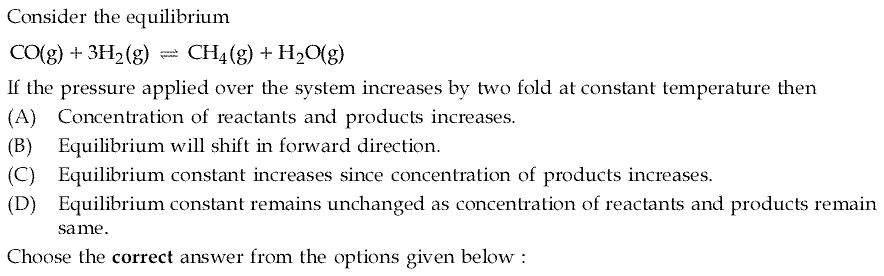 Consider the equilibrium
CO(g) + 3H₂(g) ⇌ CH₄(g) + H₂O(g)
If the pressure applied over the system increases by two fold at constant temperature then
(A) Concentration of reactants and products increases.
(B) Equilibrium will shift in forward direction.
(C) Equilibrium constant increases since concentration of products increases.
(D) Equilibrium constant remains unchanged as concentration of reactants and products remain
same.
Choose the correct answer from the options given below :